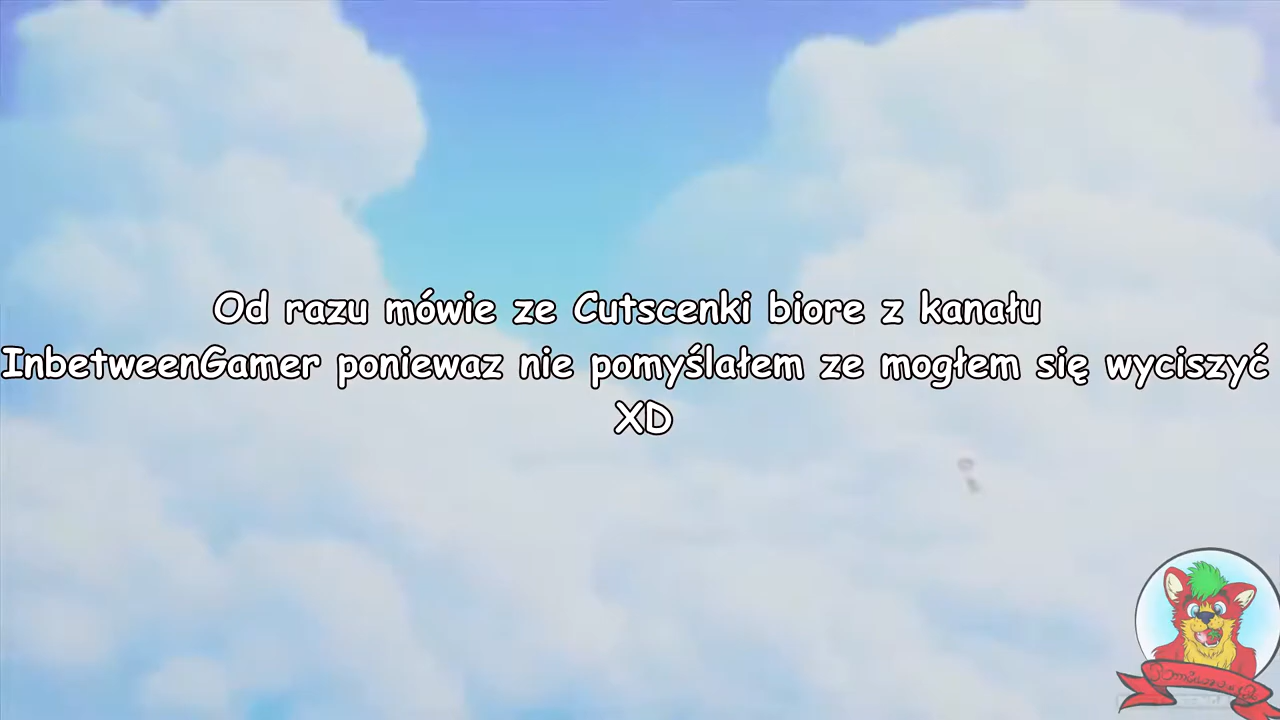 Od razu mówie ze Cutscenki biore z kanału
InbetweenGamer poniewaz nie pomyślałem ze mogłem się wyciszyć
XD